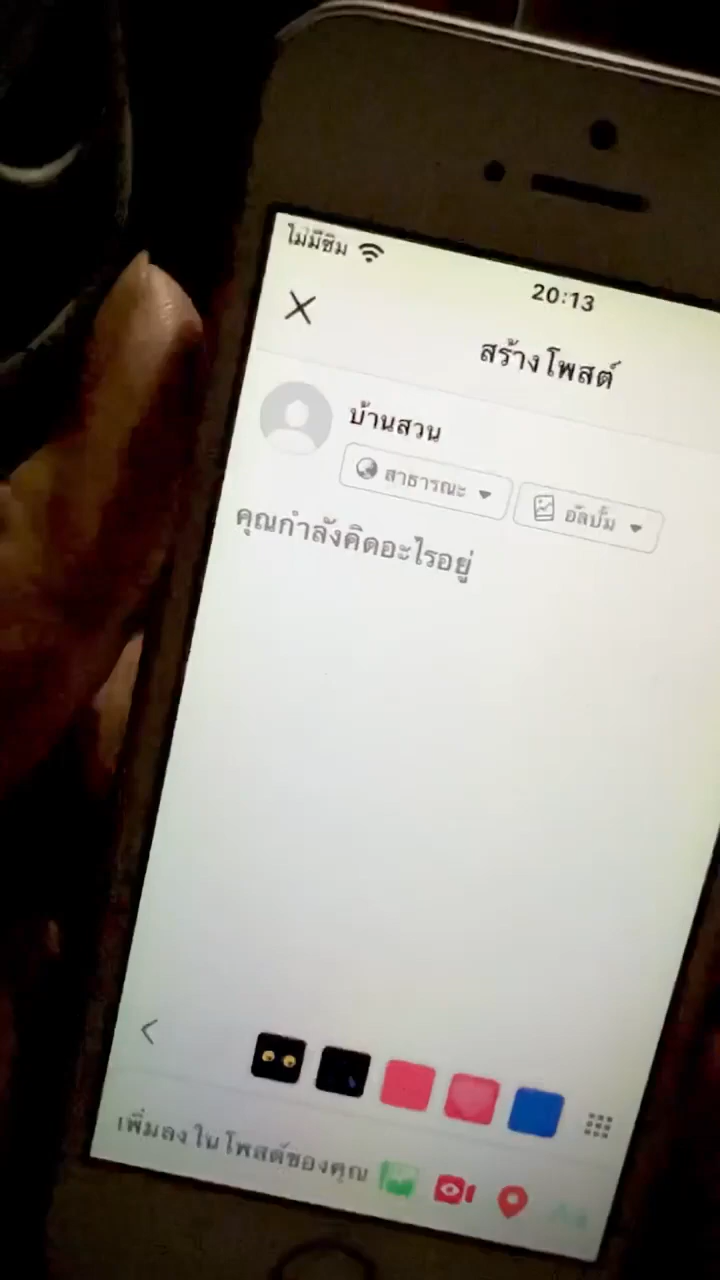 ไม่มีซิม
20:13
สร้างโพสต์
บ้านสวน
สาธารณะ
อัลบั้ม
คุณกำลังคิดอะไรอยู่
เพิ่มลงในโพสต์ของคุณ